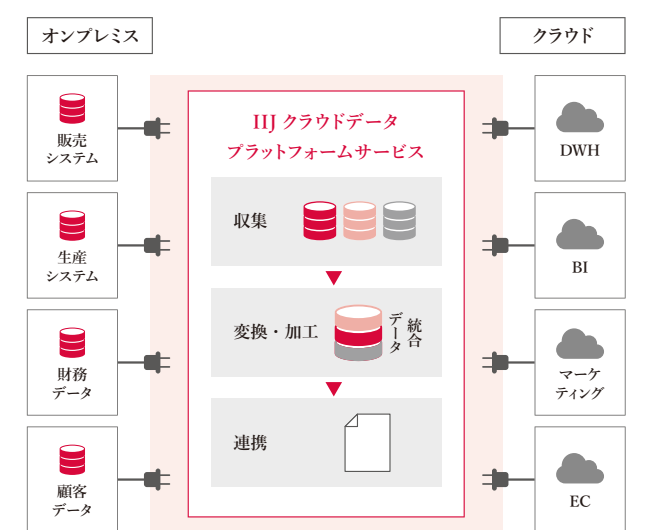 オンプレミス
クラウド
販売
システム
生産
システム
財務
データ
顧客
データ
IIJ クラウドデータ
プラットフォームサービス
収集
変換・加工
統合
データ
連携
DWH
BI
マーケ
ティング
EC